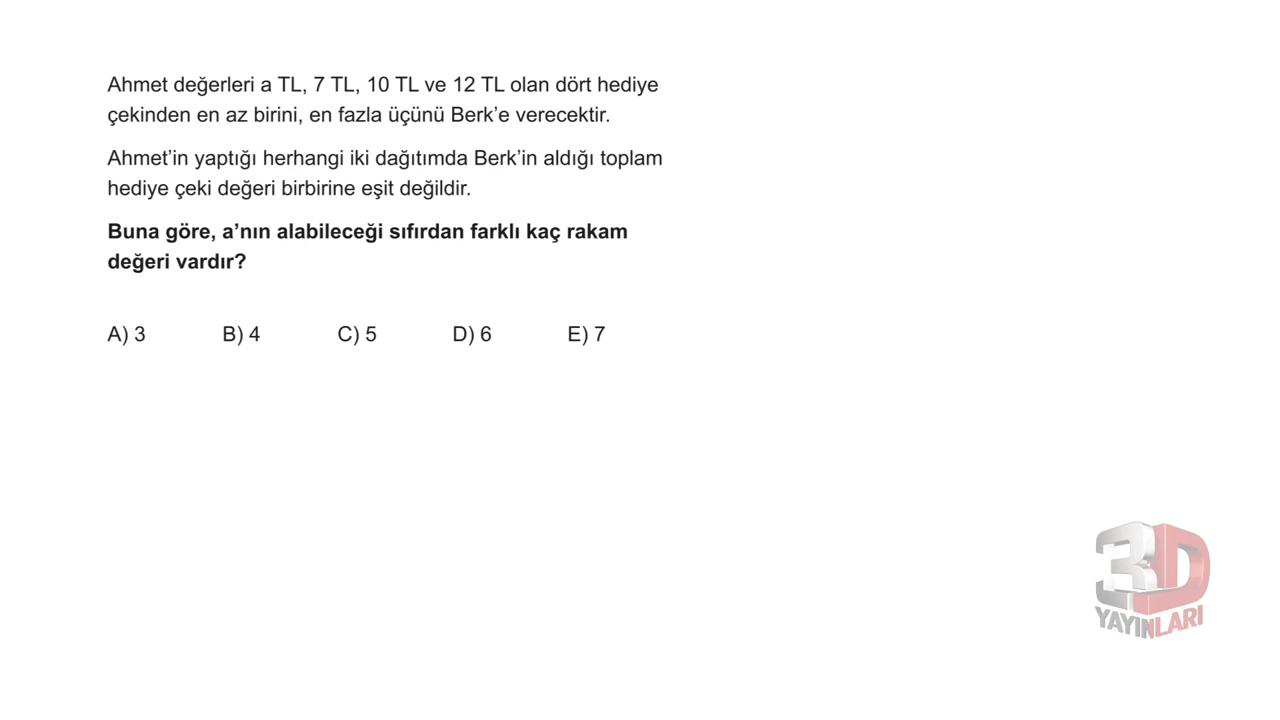 Ahmet değerleri a TL, 7 TL, 10 TL ve 12 TL olan dört hediye
çekinden en az birini, en fazla üçünü Berk’e verecektir.
Ahmet’in yaptığı herhangi iki dağıtımda Berk’in aldığı toplam
hediye çeki değeri birbirine eşit değildir.
Buna göre, a’nın alabileceği sıfırdan farklı kaç rakam
değeri vardır?
A) 3 B) 4 C) 5 D) 6 E) 7
3D
YAYINLARI